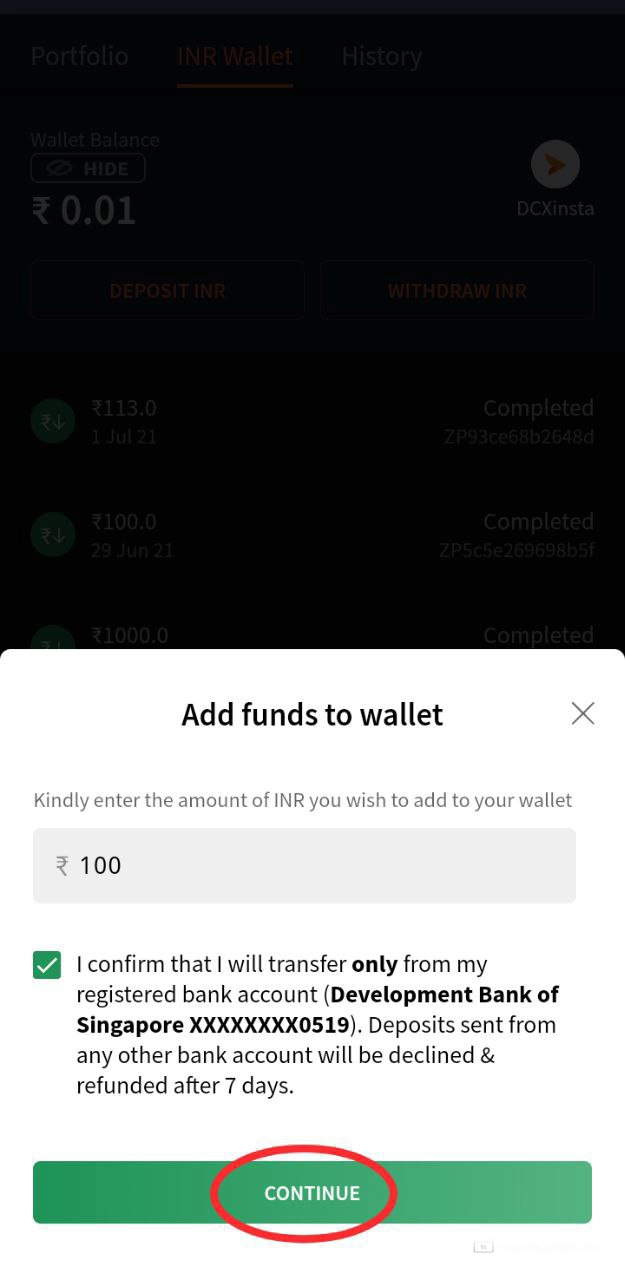 Portfolio INR Wallet History
Wallet Balance
HIDE
₹ 0.01
DCXinsta
DEPOSIT INR WITHDRAW INR
₹113.0 Completed
1 Jul 21 ZP93ce68b2648d
₹100.0 Completed
29 Jun 21 ZP5c5e269698b5f
₹1000.0 Completed
Add funds to wallet
Kindly enter the amount of INR you wish to add to your wallet
₹ 100
I confirm that I will transfer only from my
registered bank account (Development Bank of
Singapore XXXXXXXX0519). Deposits sent from
any other bank account will be declined &
refunded after 7 days.
CONTINUE